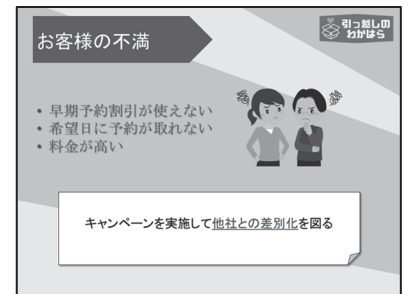 お客様の不満
引っ越しの
わかはら
• 早期予約割引が使えない
• 希望日に予約が取れない
• 料金が高い
キャンペーンを実施して他社との差別化を図る